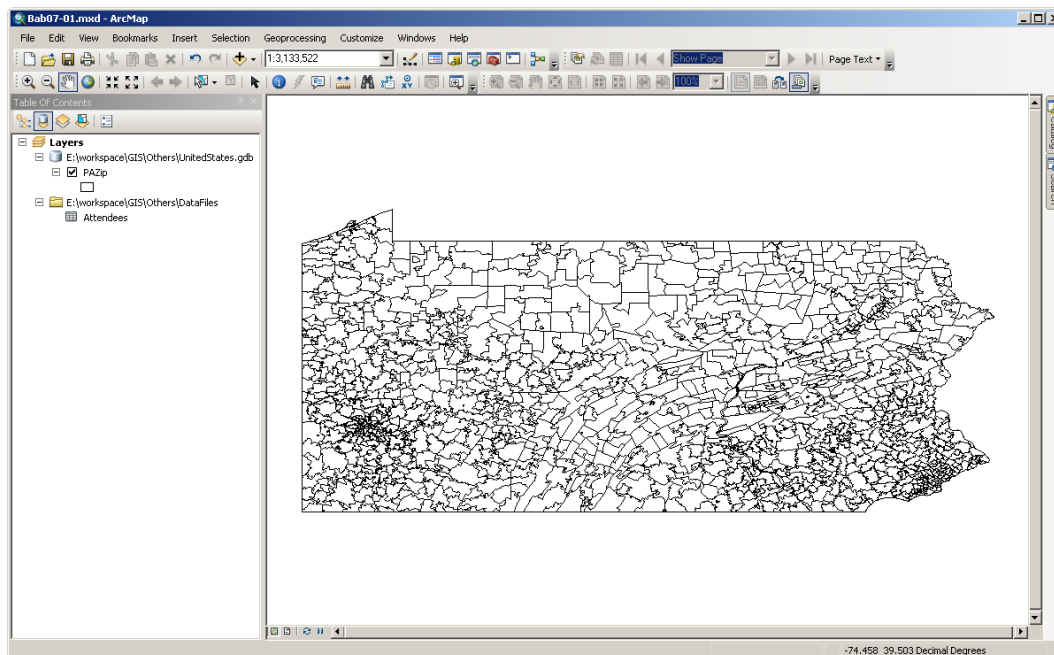 Bab07-01.mxd - ArcMap
File Edit View Bookmarks Insert Selection Geoprocessing Customize Windows Help
1:3,133,522 Show Page Page Text
100%
Table Of Contents
Layers
E:\workspace\GIS\Others\UnitedStates.gdb
PAZip
E:\workspace\GIS\Others\DataFiles
Attendees
Catalog
Search
-74.458 39.503 Decimal Degrees